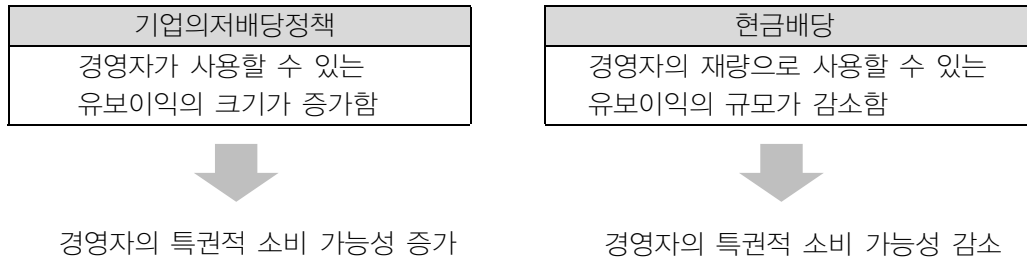 기업의저배당정책
경영자가 사용할 수 있는
유보이익의 크기가 증가함
경영자의 특권적 소비 가능성 증가
현금배당
경영자의 재량으로 사용할 수 있는
유보이익의 규모가 감소함
경영자의 특권적 소비 가능성 감소